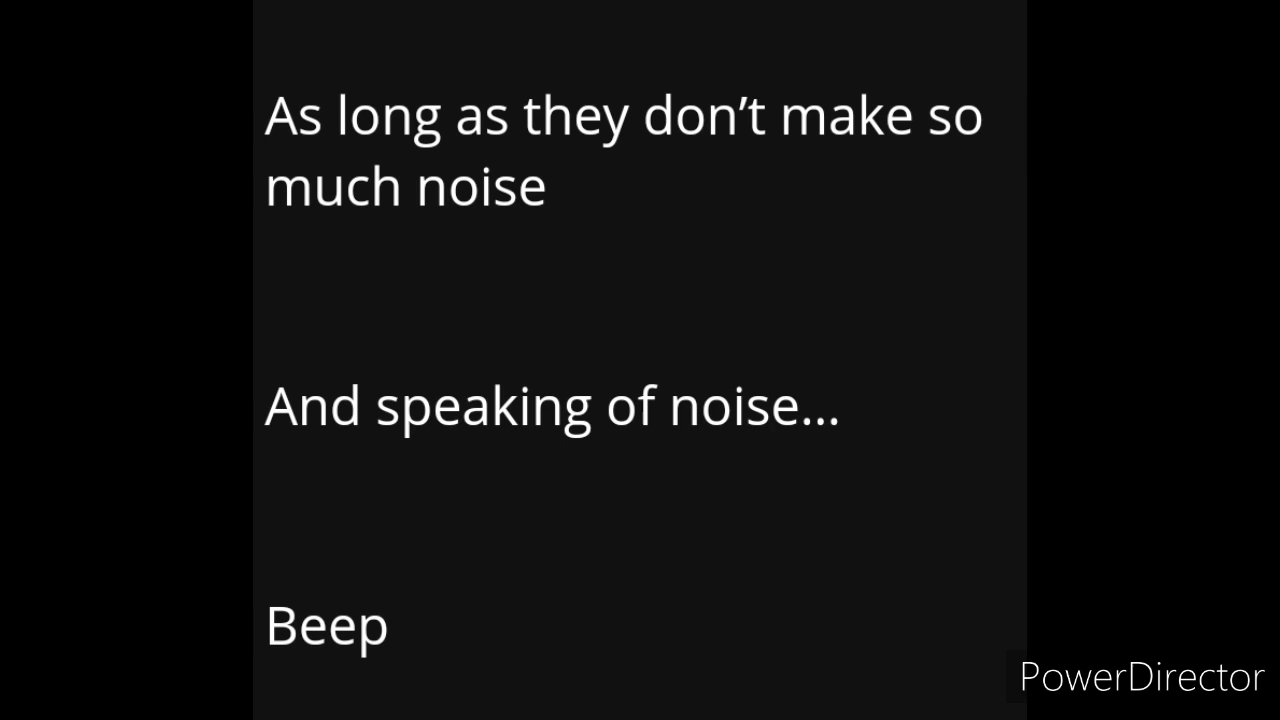 As long as they don’t make so
much noise
And speaking of noise...
Beep
PowerDirector